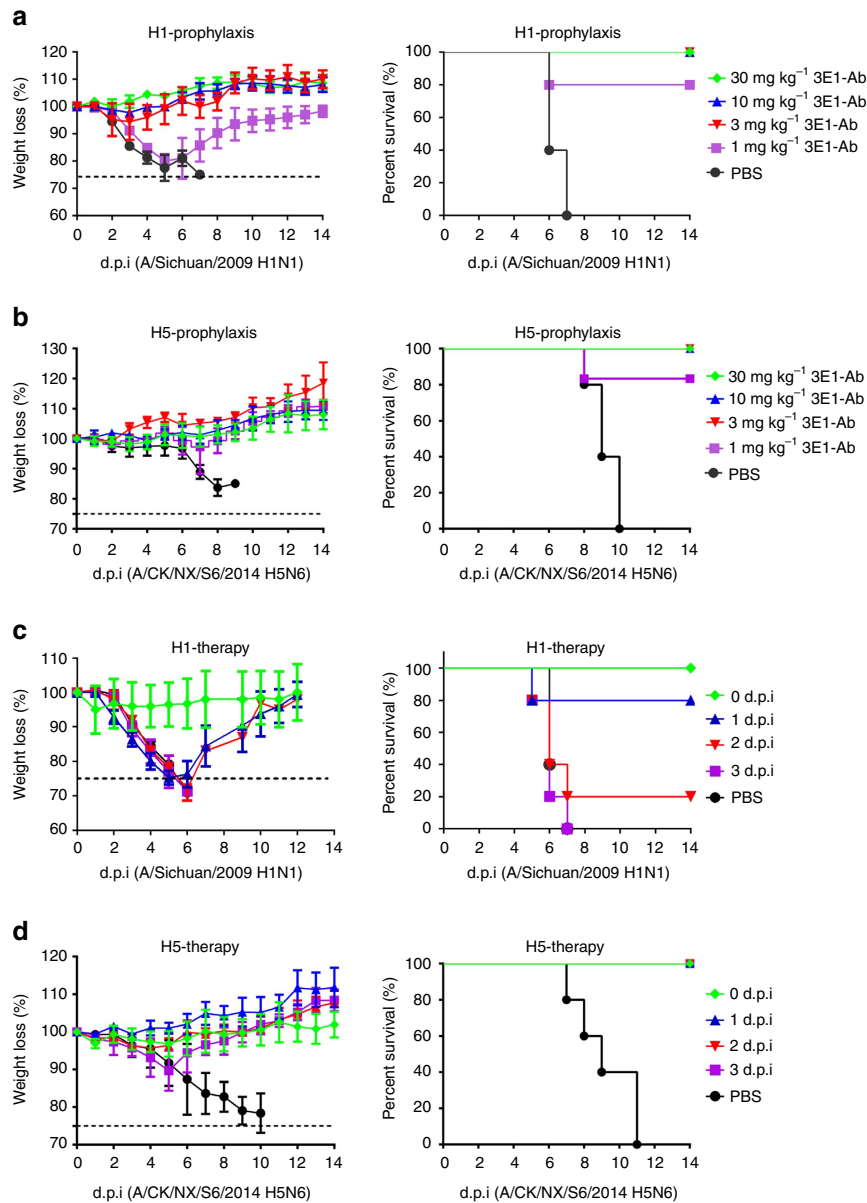 a
H1-prophylaxis
Weight loss (%)
120
110
100
90
80
70
60
0 2 4 6 8 10 12 14
d.p.i (A/Sichuan/2009 H1N1)
Percent survival (%)
100
80
60
40
20
0
0 2 4 6 8 10 12 14
d.p.i (A/Sichuan/2009 H1N1)
30 mg kg⁻¹ 3E1-Ab
10 mg kg⁻¹ 3E1-Ab
3 mg kg⁻¹ 3E1-Ab
1 mg kg⁻¹ 3E1-Ab
PBS
b
H5-prophylaxis
Weight loss (%)
130
120
110
100
90
80
70
0 2 4 6 8 10 12 14
d.p.i (A/CK/NX/S6/2014 H5N6)
H5-prophylaxis
Percent survival (%)
100
80
60
40
20
0
0 2 4 6 8 10 12 14
d.p.i (A/CK/NX/S6/2014 H5N6)
30 mg kg⁻¹ 3E1-Ab
10 mg kg⁻¹ 3E1-Ab
3 mg kg⁻¹ 3E1-Ab
1 mg kg⁻¹ 3E1-Ab
PBS
c
H1-therapy
Weight loss (%)
110
100
90
80
70
60
0 2 4 6 8 10 12 14
d.p.i (A/Sichuan/2009 H1N1)
H1-therapy
Percent survival (%)
100
80
60
40
20
0
0 2 4 6 8 10 12 14
d.p.i (A/Sichuan/2009 H1N1)
0 d.p.i
1 d.p.i
2 d.p.i
3 d.p.i
PBS
d
H5-therapy
Weight loss (%)
120
110
100
90
80
70
0 2 4 6 8 10 12 14
d.p.i (A/CK/NX/S6/2014 H5N6)
H5-therapy
Percent survival (%)
100
80
60
40
20
0
0 2 4 6 8 10 12 14
d.p.i (A/CK/NX/S6/2014 H5N6)
0 d.p.i
1 d.p.i
2 d.p.i
3 d.p.i
PBS